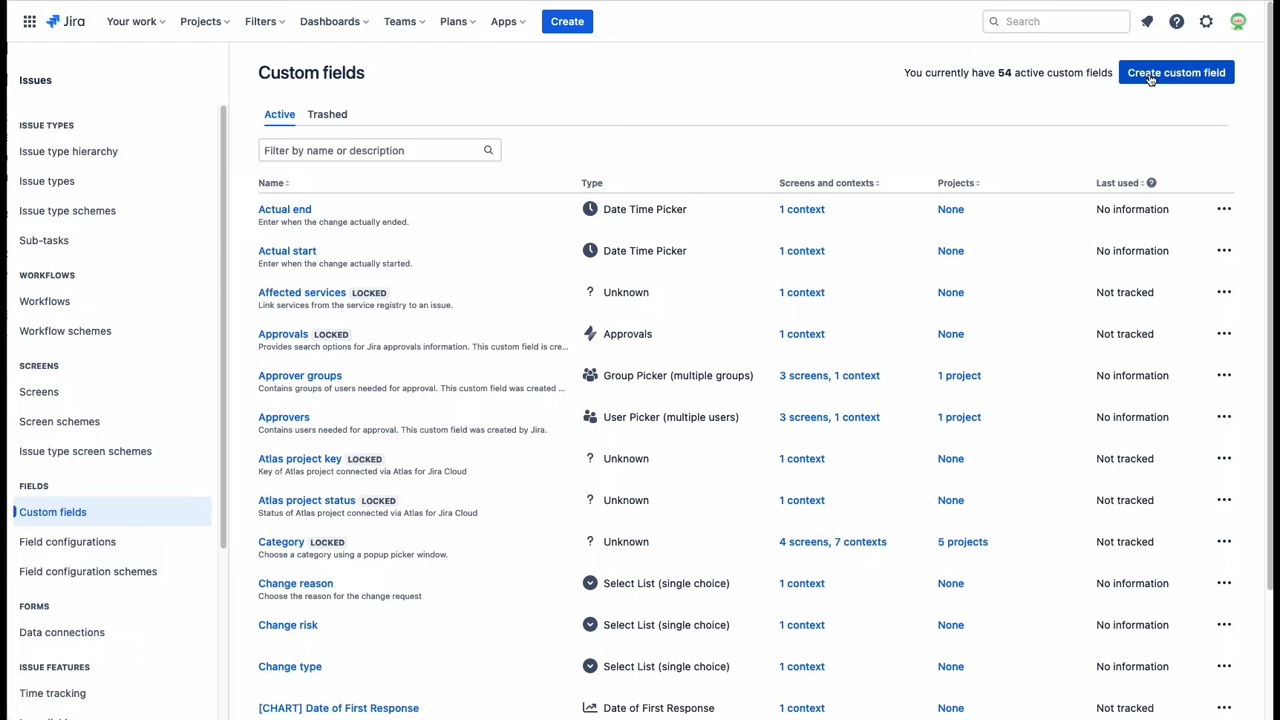 Jira Your work Projects Filters Dashboards Teams Plans Apps Create Search
Issues
ISSUE TYPES
Issue type hierarchy
Issue types
Issue type schemes
Sub-tasks
WORKFLOWS
Workflows
Workflow schemes
SCREENS
Screens
Screen schemes
Issue type screen schemes
FIELDS
Custom fields
Field configurations
Field configuration schemes
FORMS
Data connections
ISSUE FEATURES
Time tracking
Custom fields
You currently have 54 active custom fields Create custom field
Active Trashed
Filter by name or description
Name Type Screens and contexts Projects Last used
Actual end Date Time Picker 1 context None No information
Enter when the change actually ended.
Actual start Date Time Picker 1 context None No information
Enter when the change actually started.
Affected services LOCKED ? Unknown 1 context None Not tracked
Link services from the service registry to an issue.
Approvals LOCKED Approvals 1 context None Not tracked
Provides search options for Jira approvals information. This custom field is cre...
Approver groups Group Picker (multiple groups) 3 screens, 1 context 1 project No information
Contains groups of users needed for approval. This custom field was created ...
Approvers User Picker (multiple users) 3 screens, 1 context 1 project No information
Contains users needed for approval. This custom field was created by Jira.
Atlas project key LOCKED ? Unknown 1 context None Not tracked
Key of Atlas project connected via Atlas for Jira Cloud
Atlas project status LOCKED ? Unknown 1 context None Not tracked
Status of Atlas project connected via Atlas for Jira Cloud
Category LOCKED ? Unknown 4 screens, 7 contexts 5 projects Not tracked
Choose a category using a popup picker window.
Change reason Select List (single choice) 1 context None No information
Choose the reason for the change request
Change risk Select List (single choice) 1 context None No information
Change type Select List (single choice) 1 context None No information
[CHART] Date of First Response Date of First Response 1 context None Not tracked